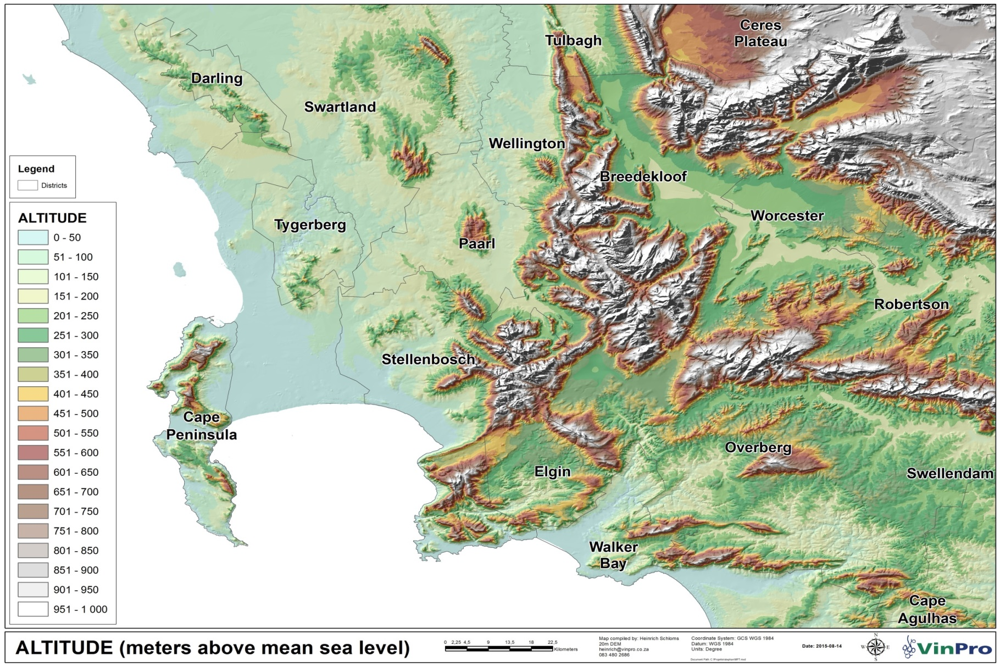 Ceres
Plateau
Tulbagh
Darling
Swartland
Wellington
Breedekloof
Legend
Districts
Worcester
ALTITUDE
0 - 50
51 - 100
101 - 150
151 - 200
201 - 250
251 - 300
301 - 350
351 - 400
401 - 450
451 - 500
501 - 550
551 - 600
601 - 650
651 - 700
701 - 750
751 - 800
801 - 850
851 - 900
901 - 950
951 - 1 000
Tygerberg
Paarl
Robertson
Stellenbosch
Cape
Peninsula
Overberg
Elgin
Swellendam
Walker
Bay
Cape
Agulhas
ALTITUDE (meters above mean sea level)
0 2,25 4,5 9 13,5 18 22,5
Kilometers
Map compiled by: Heinrich Schloms
20m DEM
heinrich@vinpro.co.za
083 480 2686
Coordinate System: GCS WGS 1984
Datum: WGS 1984
Units: Degree
Date: 2015-08-14
N
W E
S
VinPro